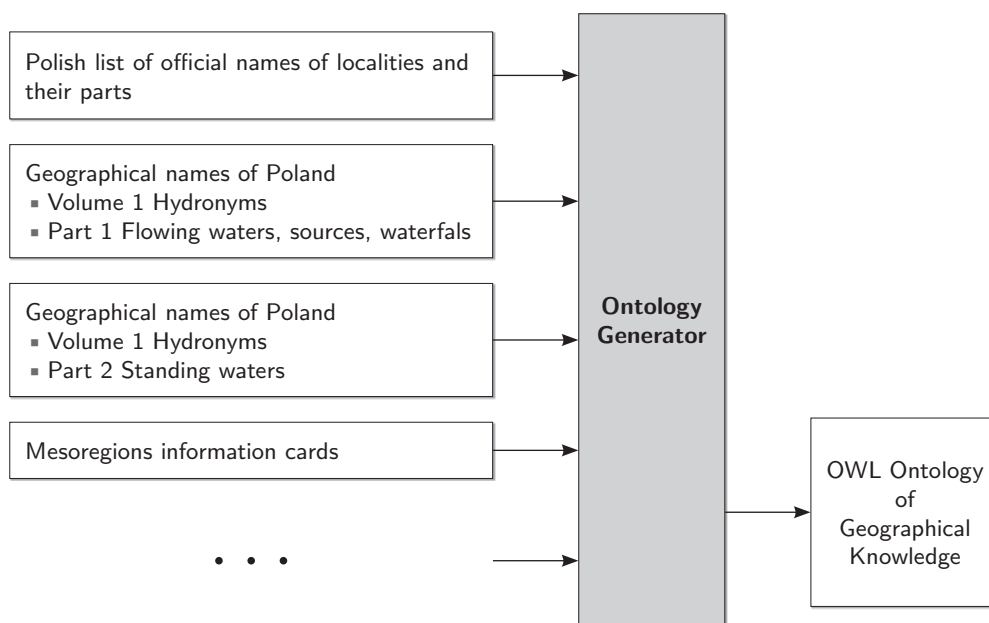 Polish list of official names of localities and
their parts
Geographical names of Poland
▪ Volume 1 Hydronyms
▪ Part 1 Flowing waters, sources, waterfals
Geographical names of Poland
▪ Volume 1 Hydronyms
▪ Part 2 Standing waters
Mesoregions information cards
• • •
Ontology
Generator
OWL Ontology
of
Geographical
Knowledge